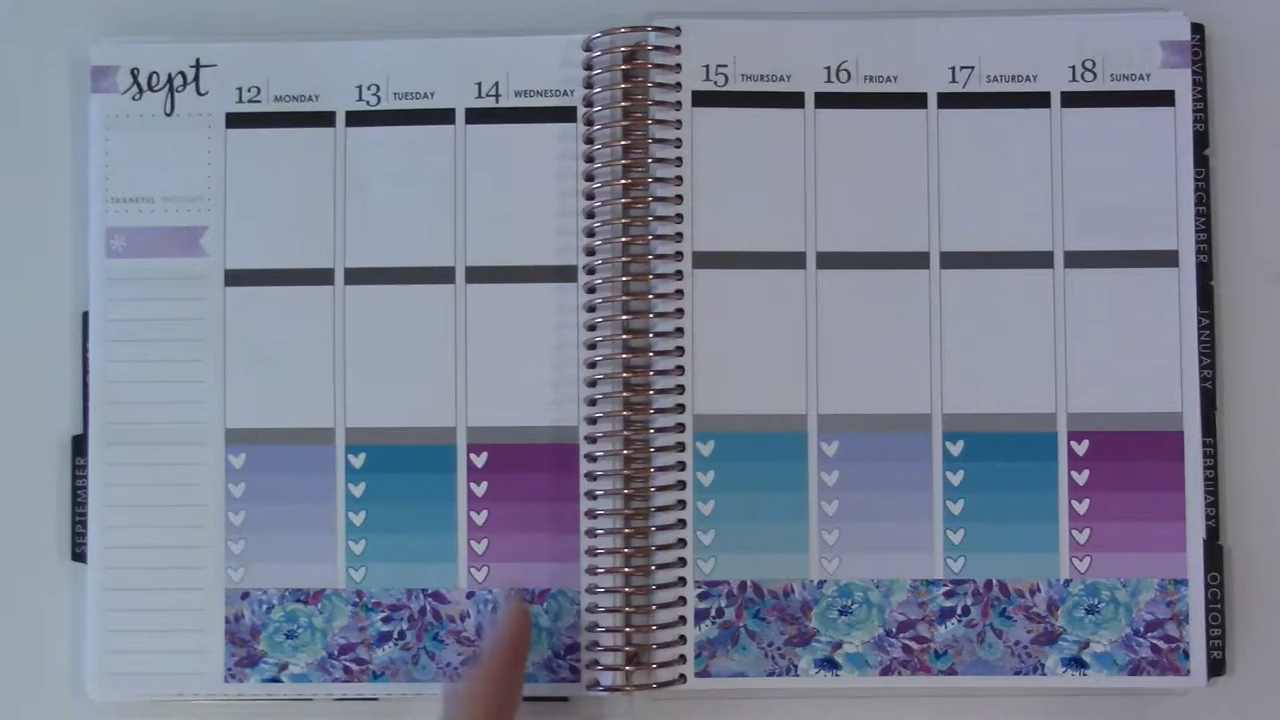 sept
12 MONDAY
13 TUESDAY
14 WEDNESDAY
15 THURSDAY
16 FRIDAY
17 SATURDAY
18 SUNDAY
THANKFUL THOUGHTS
SEPTEMBER
NOVEMBER
DECEMBER
JANUARY
FEBRUARY
OCTOBER